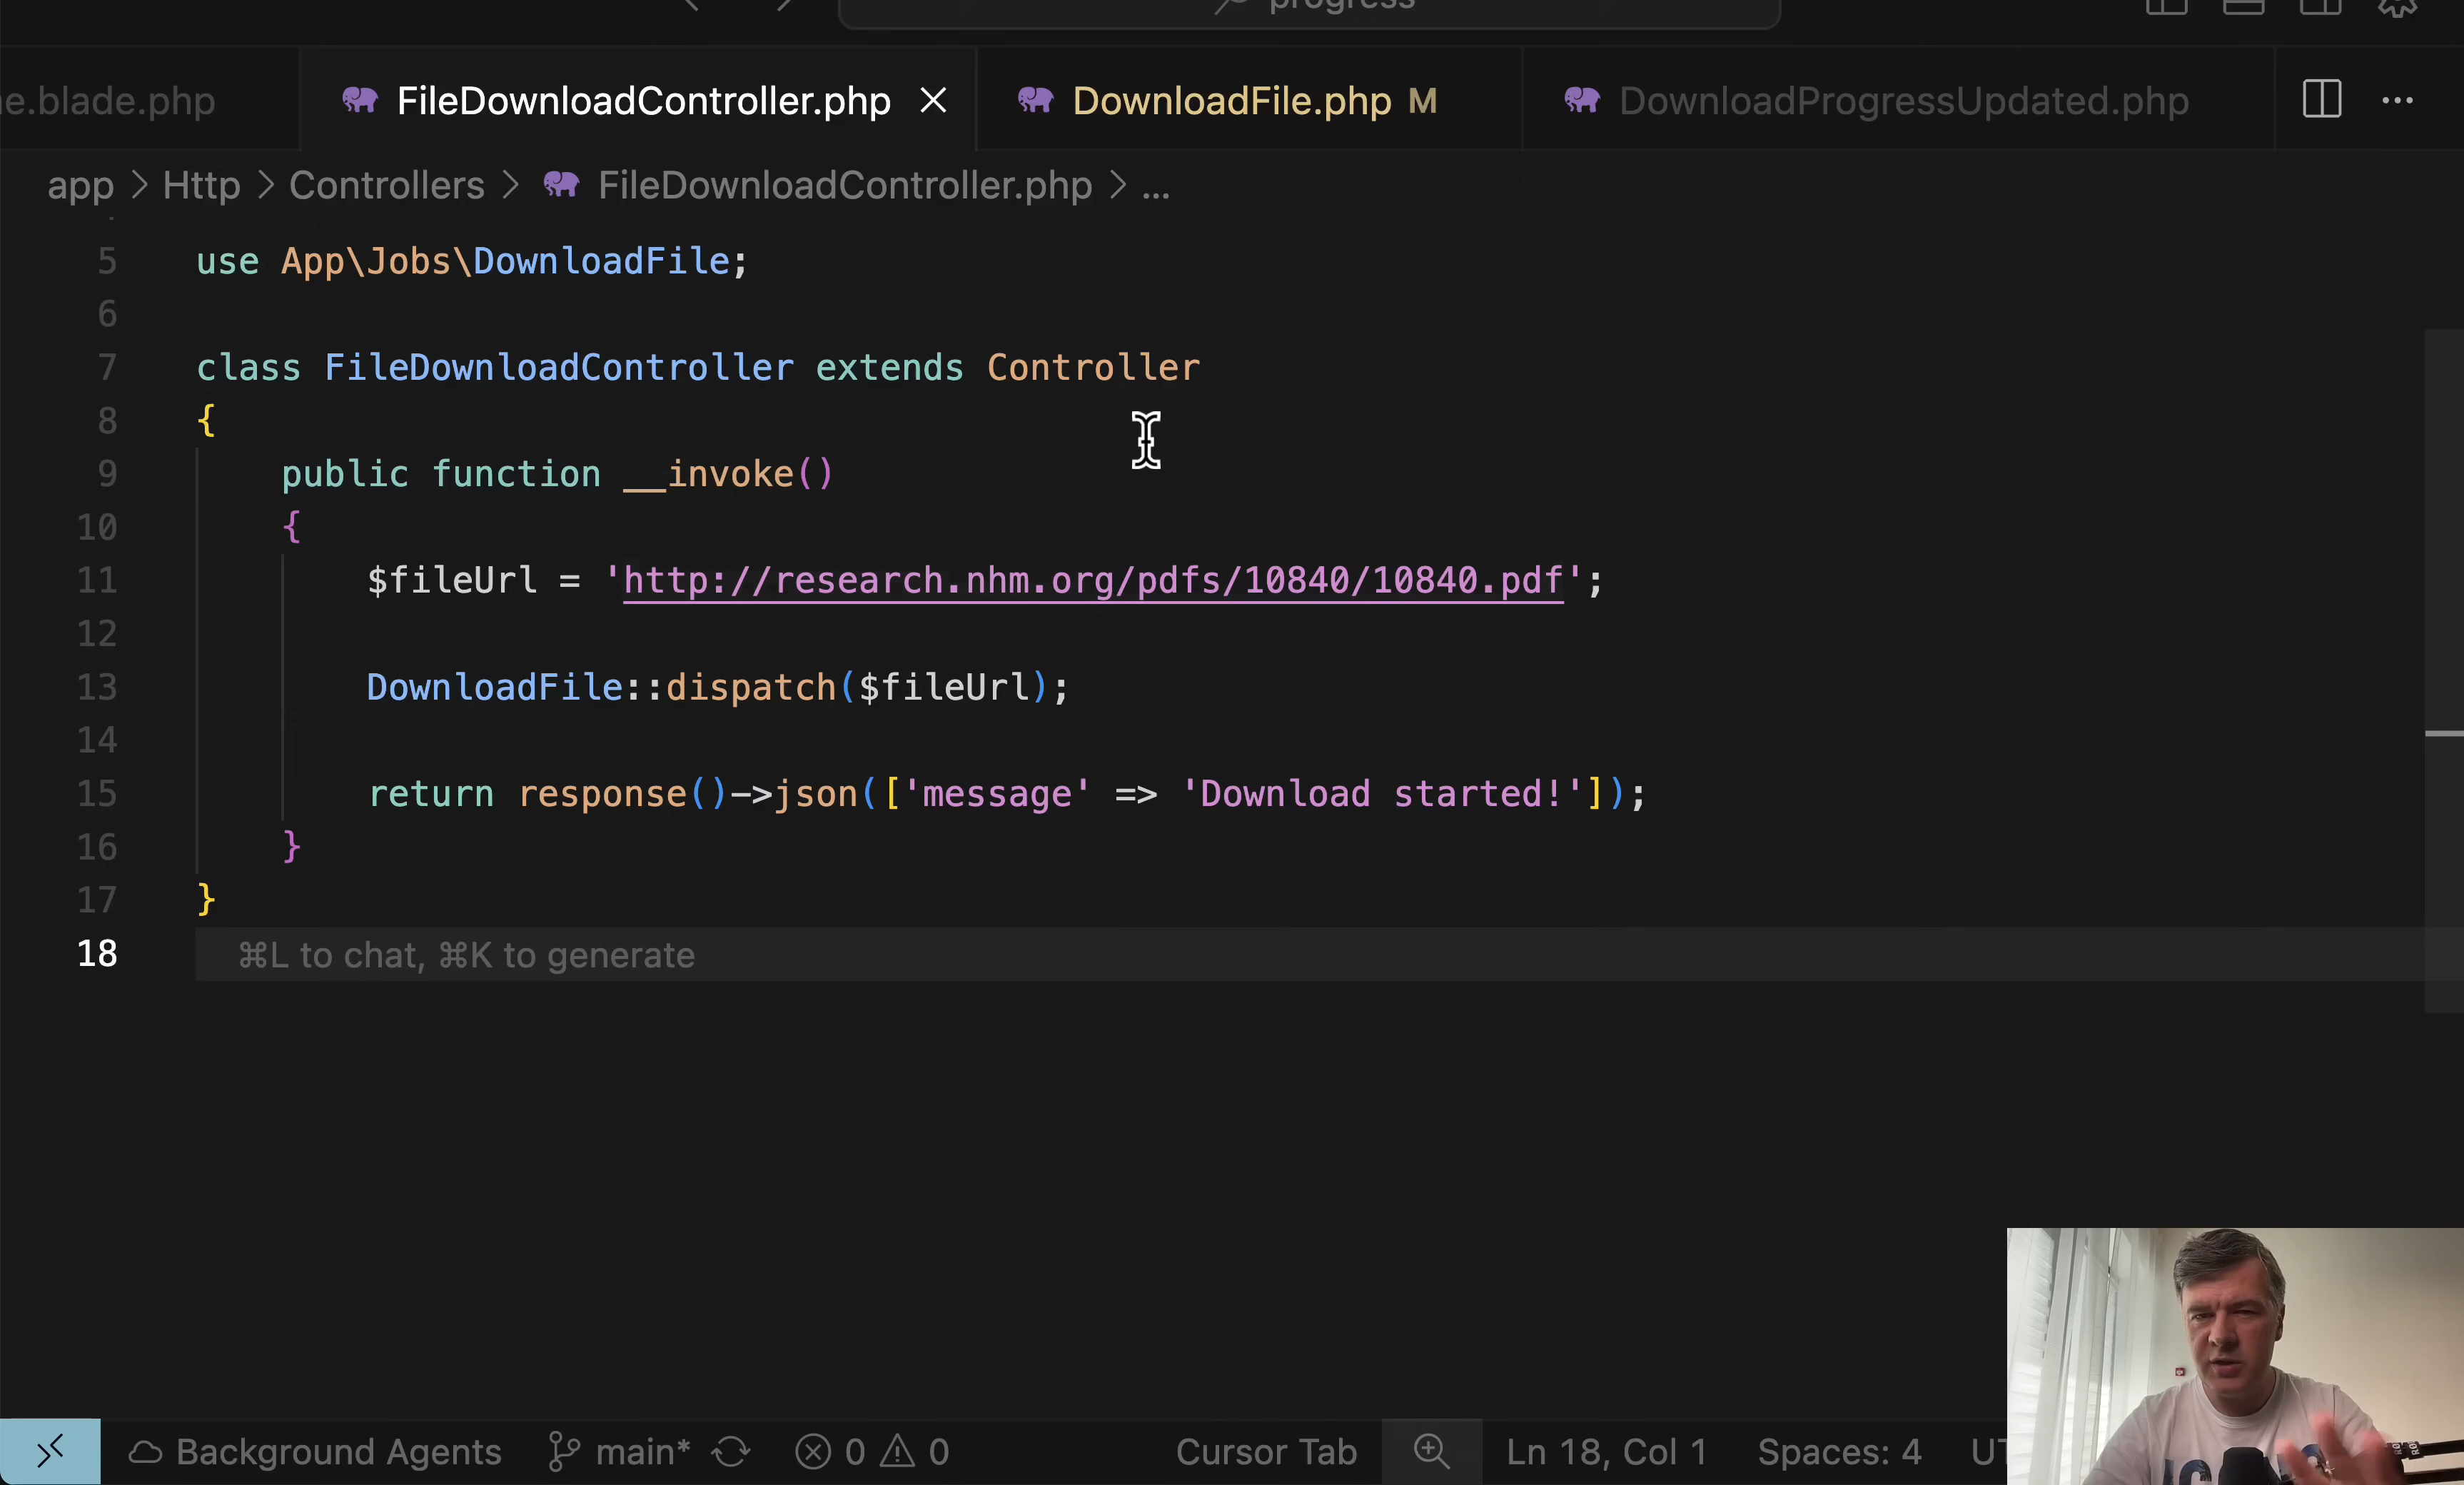 progress
e.blade.php
FileDownloadController.php
DownloadFile.php M
DownloadProgressUpdated.php
app > Http > Controllers > FileDownloadController.php > ...
5 use App\Jobs\DownloadFile;
6
7 class FileDownloadController extends Controller
8 {
9 public function __invoke()
10 {
11 $fileUrl = 'http://research.nhm.org/pdfs/10840/10840.pdf';
12
13 DownloadFile::dispatch($fileUrl);
14
15 return response()->json(['message' => 'Download started!']);
16 }
17 }
18 ⌘L to chat, ⌘K to generate
Background Agents main* 0 0 Cursor Tab Ln 18, Col 1 Spaces: 4